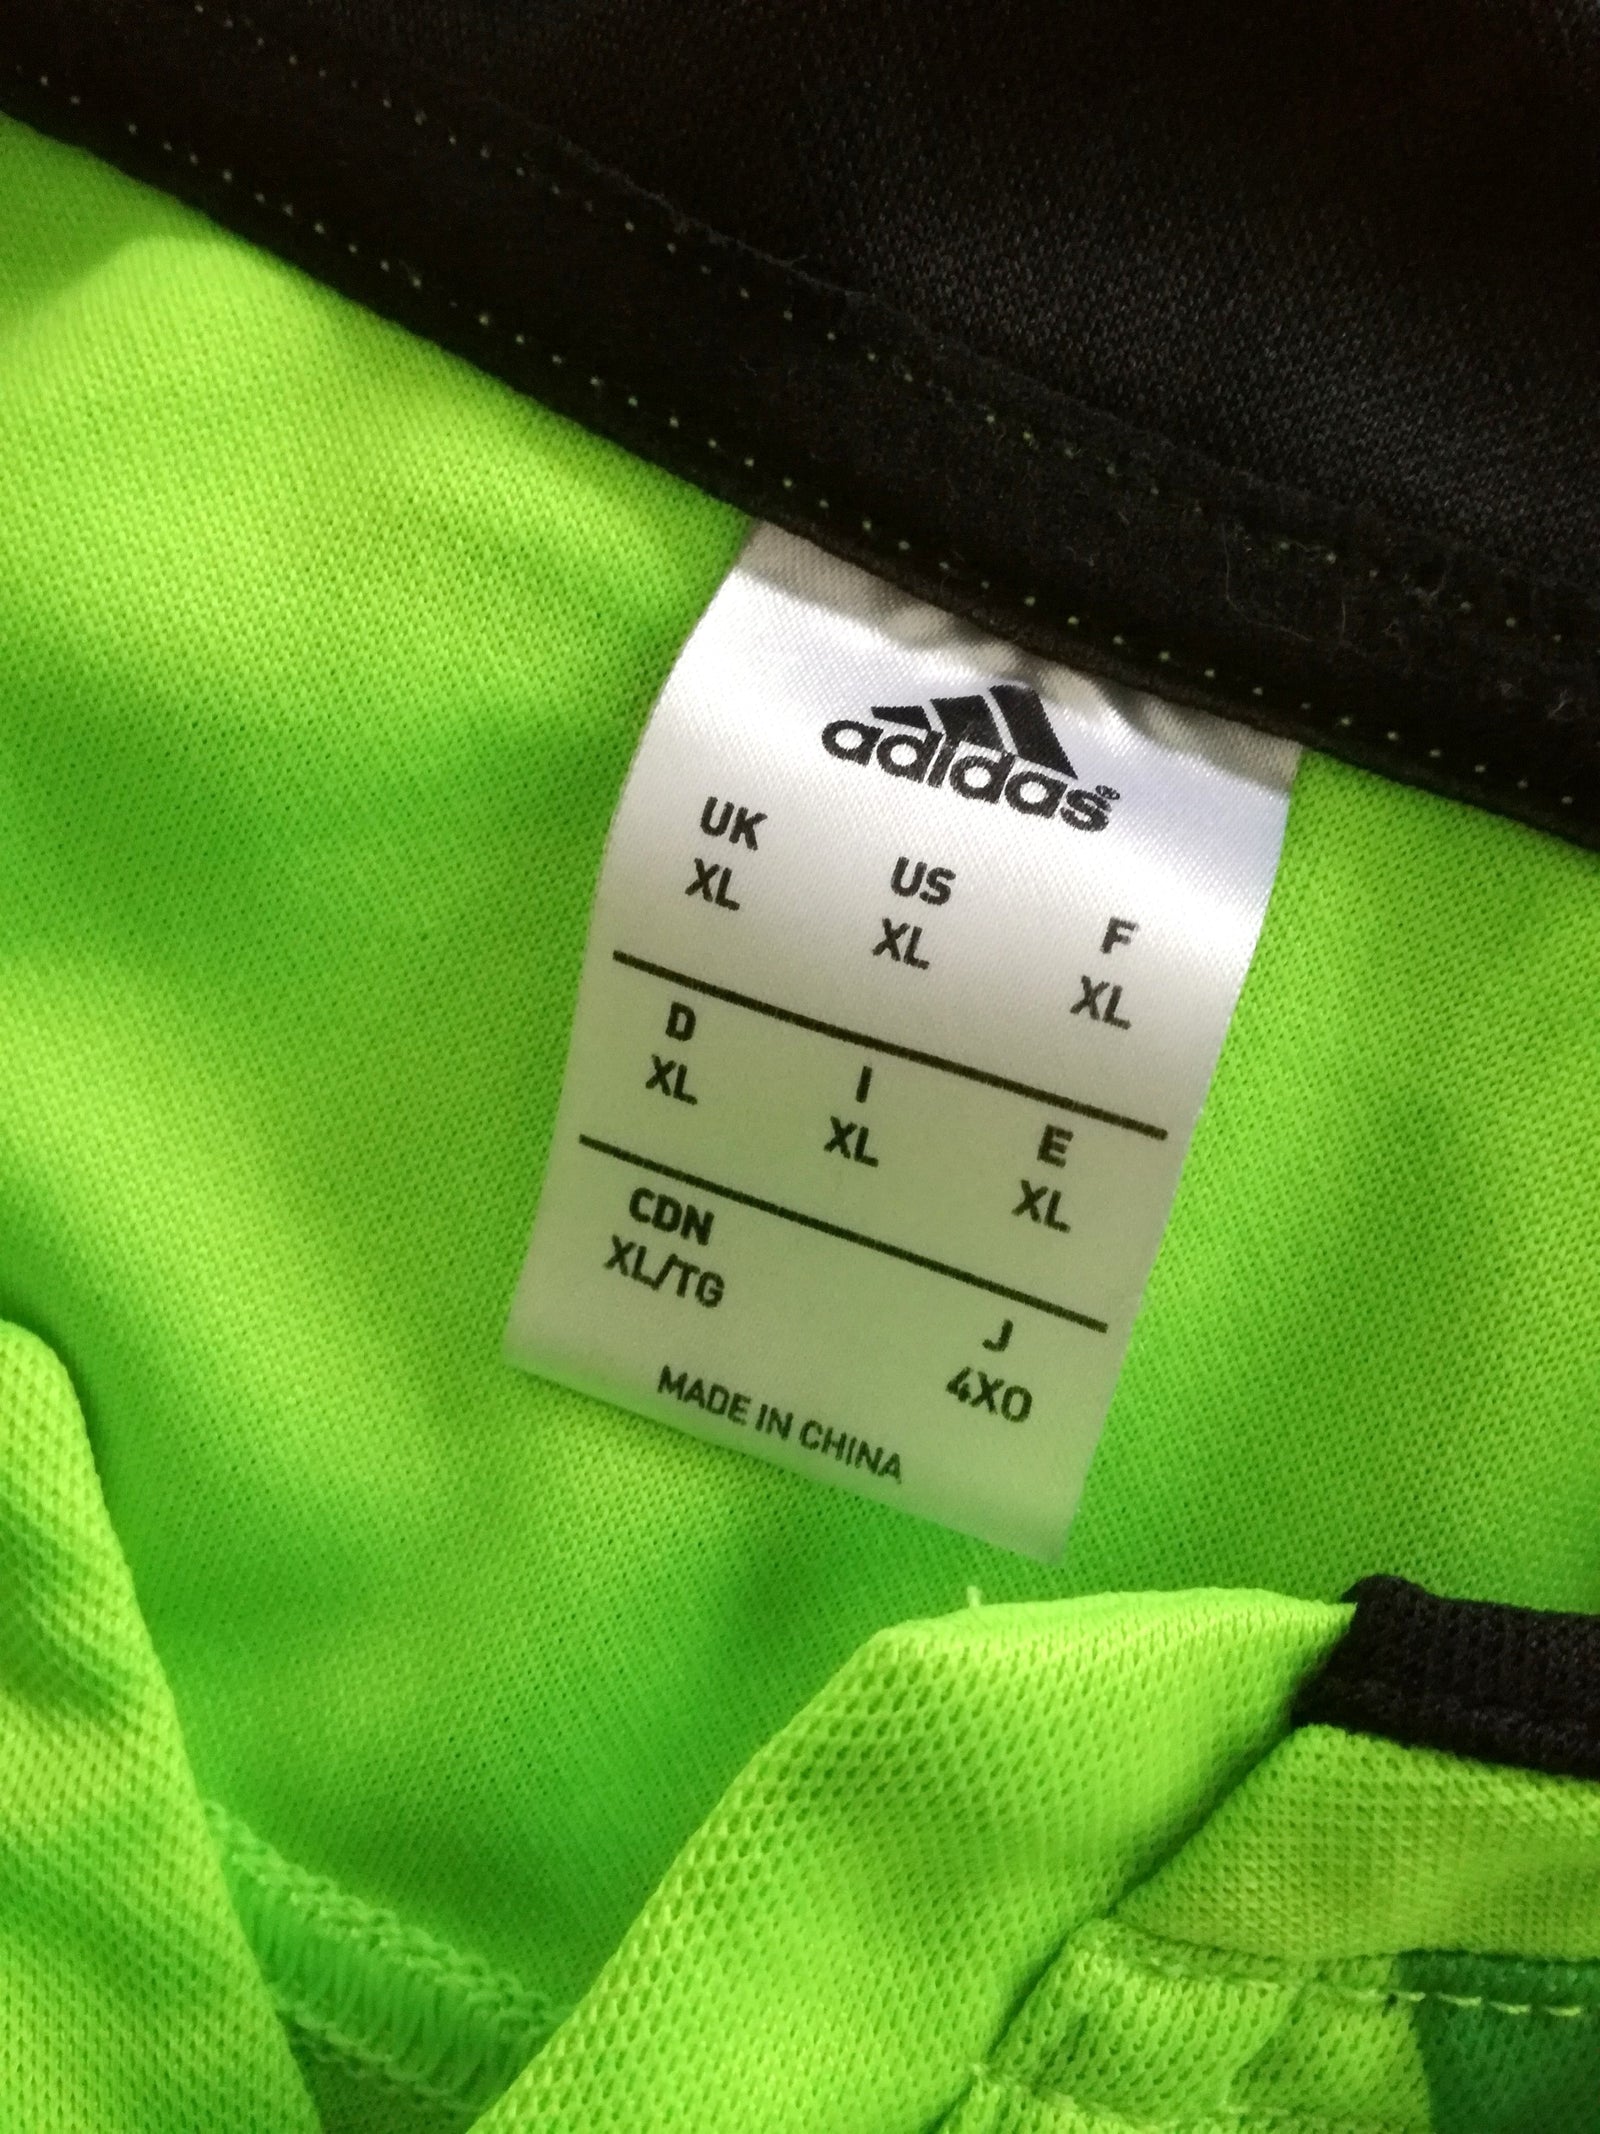 adidas®
UK US F
XL XL XL
D I E
XL XL XL
CDN J
XL/TG 4XO
MADE IN CHINA